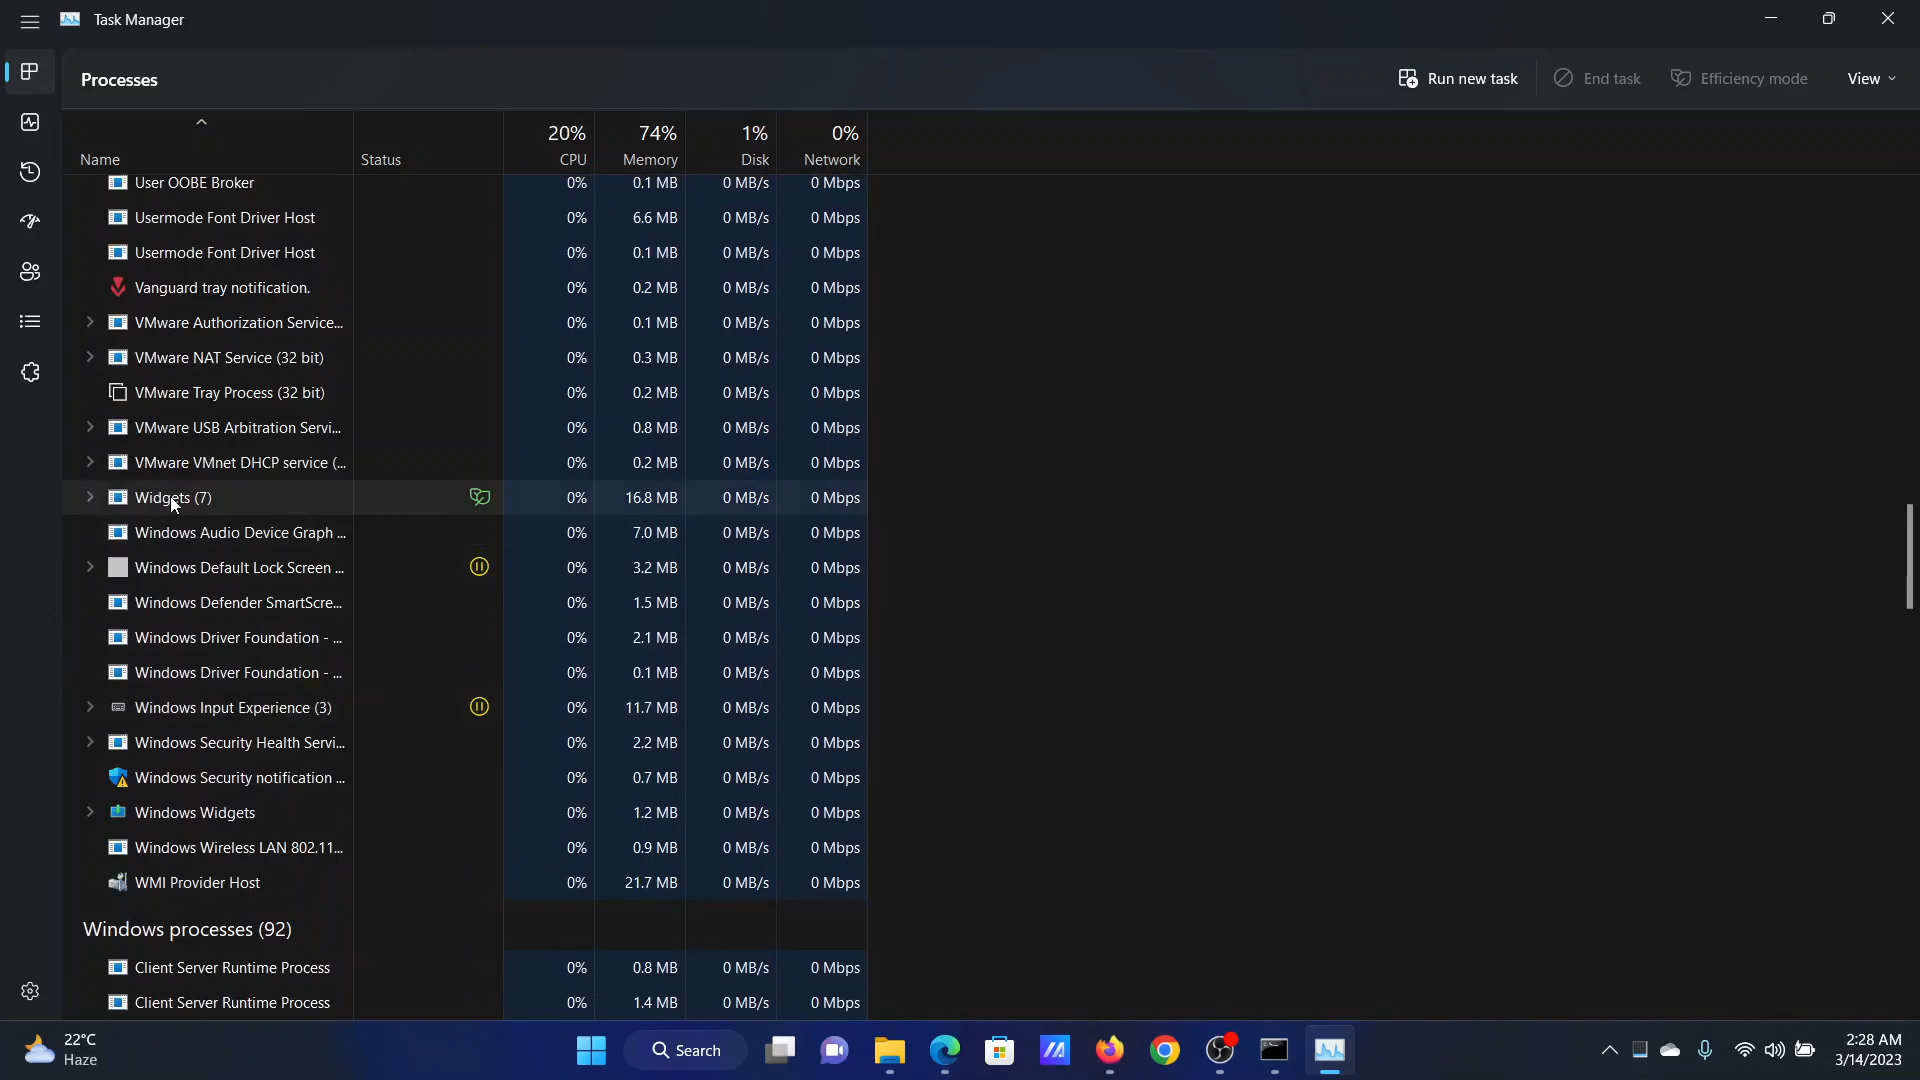 Task Manager
Processes
Run new task
End task
Efficiency mode
View
20% 74% 1% 0%
Name Status CPU Memory Disk Network
User OOBE Broker 0% 0.1 MB 0 MB/s 0 Mbps
Usermode Font Driver Host 0% 6.6 MB 0 MB/s 0 Mbps
Usermode Font Driver Host 0% 0.1 MB 0 MB/s 0 Mbps
Vanguard tray notification. 0% 0.2 MB 0 MB/s 0 Mbps
VMware Authorization Service... 0% 0.1 MB 0 MB/s 0 Mbps
VMware NAT Service (32 bit) 0% 0.3 MB 0 MB/s 0 Mbps
VMware Tray Process (32 bit) 0% 0.2 MB 0 MB/s 0 Mbps
VMware USB Arbitration Servi... 0% 0.8 MB 0 MB/s 0 Mbps
VMware VMnet DHCP service (... 0% 0.2 MB 0 MB/s 0 Mbps
Widgets (7) 0% 16.8 MB 0 MB/s 0 Mbps
Windows Audio Device Graph ... 0% 7.0 MB 0 MB/s 0 Mbps
Windows Default Lock Screen ... 0% 3.2 MB 0 MB/s 0 Mbps
Windows Defender SmartScre... 0% 1.5 MB 0 MB/s 0 Mbps
Windows Driver Foundation - ... 0% 2.1 MB 0 MB/s 0 Mbps
Windows Driver Foundation - ... 0% 0.1 MB 0 MB/s 0 Mbps
Windows Input Experience (3) 0% 11.7 MB 0 MB/s 0 Mbps
Windows Security Health Servi... 0% 2.2 MB 0 MB/s 0 Mbps
Windows Security notification ... 0% 0.7 MB 0 MB/s 0 Mbps
Windows Widgets 0% 1.2 MB 0 MB/s 0 Mbps
Windows Wireless LAN 802.11... 0% 0.9 MB 0 MB/s 0 Mbps
WMI Provider Host 0% 21.7 MB 0 MB/s 0 Mbps
Windows processes (92)
Client Server Runtime Process 0% 0.8 MB 0 MB/s 0 Mbps
Client Server Runtime Process 0% 1.4 MB 0 MB/s 0 Mbps
22°C
Haze
Search
2:28 AM
3/14/2023